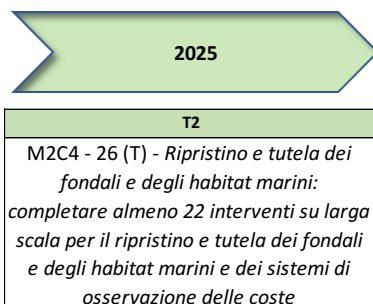 2025
T2
M2C4 - 26 (T) - Ripristino e tutela dei
fondali e degli habitat marini:
completare almeno 22 interventi su larga
scala per il ripristino e tutela dei fondali
e degli habitat marini e dei sistemi di
osservazione delle coste